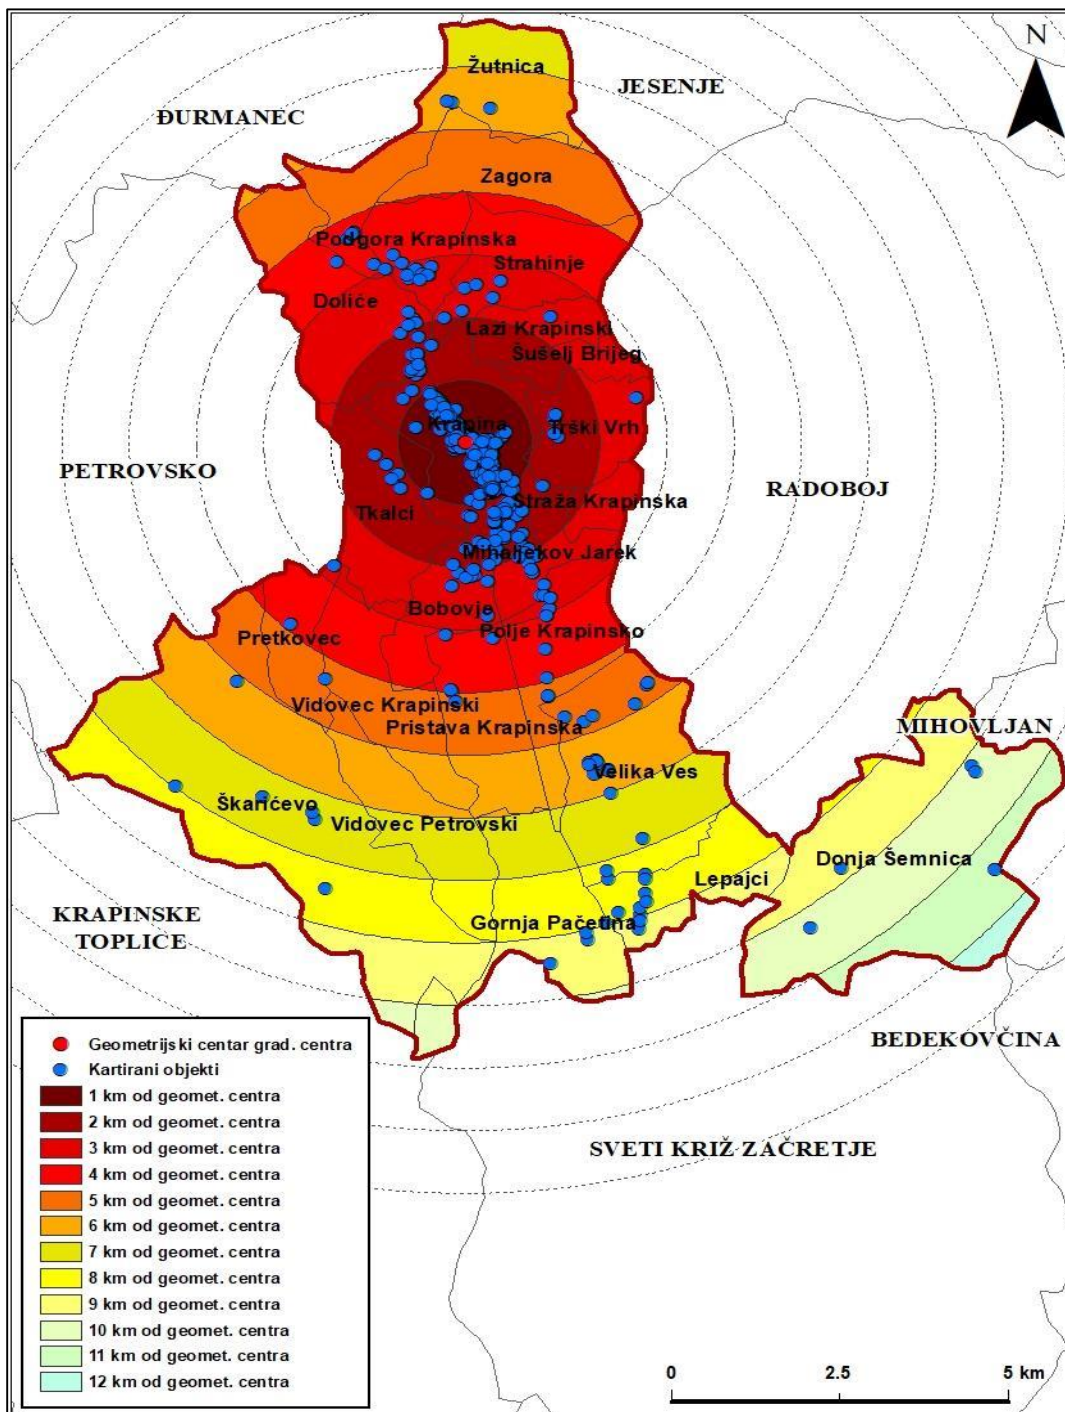 N
Žutnica
JESENJE
ĐURMANEC
Zagora
Podgora Krapinska
Strahinje
Doliće
Lazi Krapinski
Šušelj Brijeg
Krapina
Trški Vrh
PETROVSKO
RADOBOJ
Straža Krapinska
Tkalci
Mihaljekov Jarek
Bobovje
Polje Krapinsko
Pretkovec
Vidovec Krapinski
Pristava Krapinska
MIHOVLJAN
Velika Ves
Škarićevo
Vidovec Petrovski
Donja Šemnica
Lepajci
KRAPINSKE
TOPLICE
Gornja Pačetina
BEDEKOVČINA
SVETI KRIŽ ZAČRETJE
Geometrijski centar grad. centra
Kartirani objekti
1 km od geomet. centra
2 km od geomet. centra
3 km od geomet. centra
4 km od geomet. centra
5 km od geomet. centra
6 km od geomet. centra
7 km od geomet. centra
8 km od geomet. centra
9 km od geomet. centra
10 km od geomet. centra
11 km od geomet. centra
12 km od geomet. centra
0 2.5 5 km